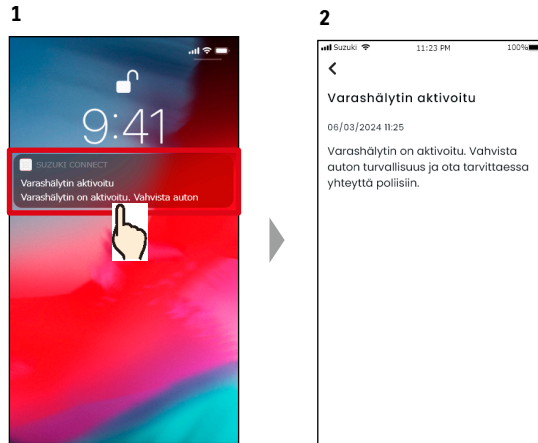 1
9:41
SUZUKI CONNECT
Varashälytin aktivoitu
Varashälytin on aktivoitu. Vahvista auton
2
Suzuki 11:23 PM 100%
Varashälytin aktivoitu
06/03/2024 11:25
Varashälytin on aktivoitu. Vahvista
auton turvallisuus ja ota tarvittaessa
yhteyttä poliisiin.